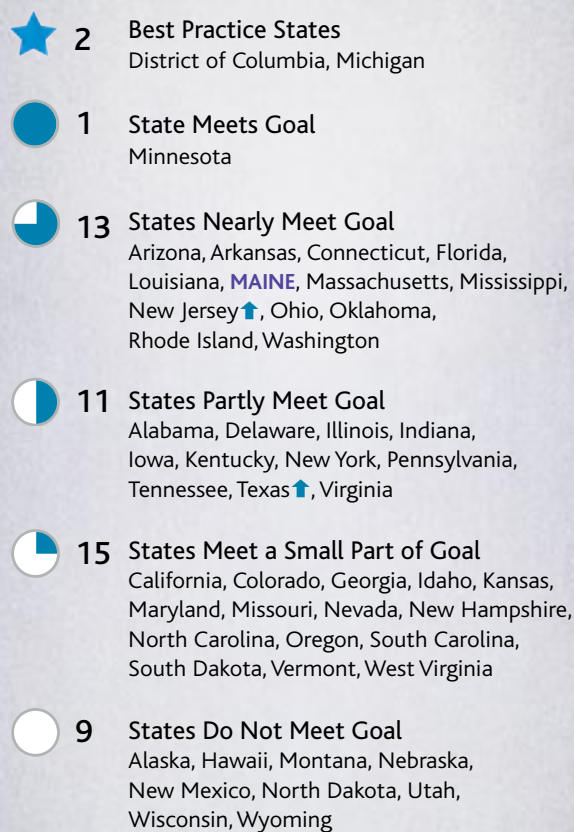 2 Best Practice States
District of Columbia, Michigan
1 State Meets Goal
Minnesota
13 States Nearly Meet Goal
Arizona, Arkansas, Connecticut, Florida,
Louisiana, MAINE, Massachusetts, Mississippi,
New Jersey⬆, Ohio, Oklahoma,
Rhode Island, Washington
11 States Partly Meet Goal
Alabama, Delaware, Illinois, Indiana,
Iowa, Kentucky, New York, Pennsylvania,
Tennessee, Texas⬆, Virginia
15 States Meet a Small Part of Goal
California, Colorado, Georgia, Idaho, Kansas,
Maryland, Missouri, Nevada, New Hampshire,
North Carolina, Oregon, South Carolina,
South Dakota, Vermont, West Virginia
9 States Do Not Meet Goal
Alaska, Hawaii, Montana, Nebraska,
New Mexico, North Dakota, Utah,
Wisconsin, Wyoming